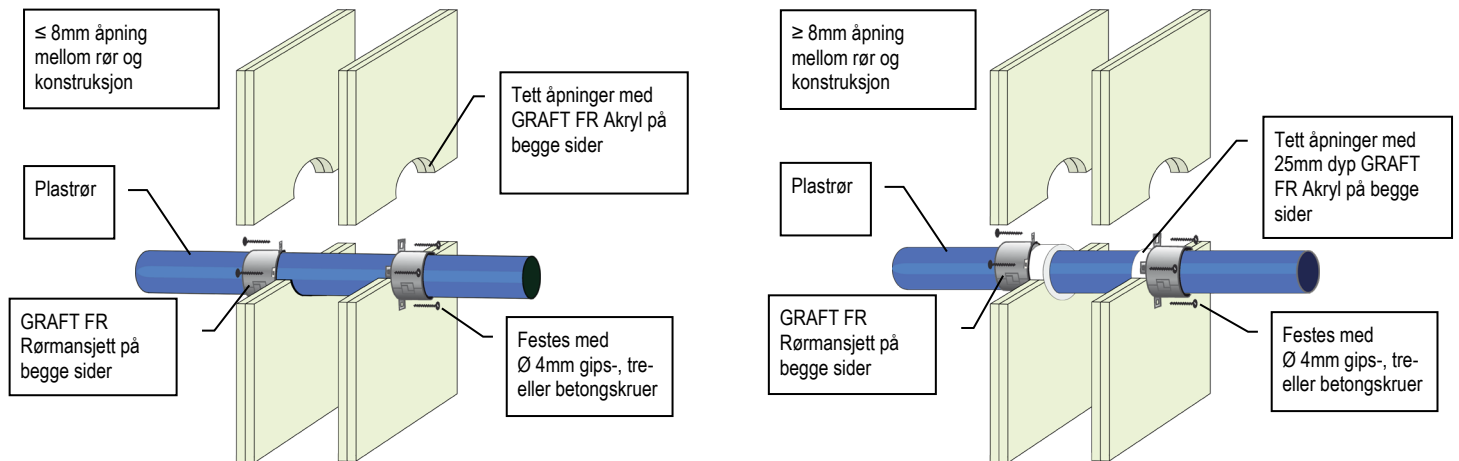 ≤ 8mm åpning
mellom rør og
konstruksjon
Tett åpninger med
GRAFT FR Akryl på
begge sider
Plastrør
GRAFT FR
Rørmansjett på
begge sider
Festes med
Ø 4mm gips-, tre-
eller betongskruer
≥ 8mm åpning
mellom rør og
konstruksjon
Tett åpninger med
25mm dyp GRAFT
FR Akryl på begge
sider
Plastrør
GRAFT FR
Rørmansjett på
begge sider
Festes med
Ø 4mm gips-, tre-
eller betongskruer